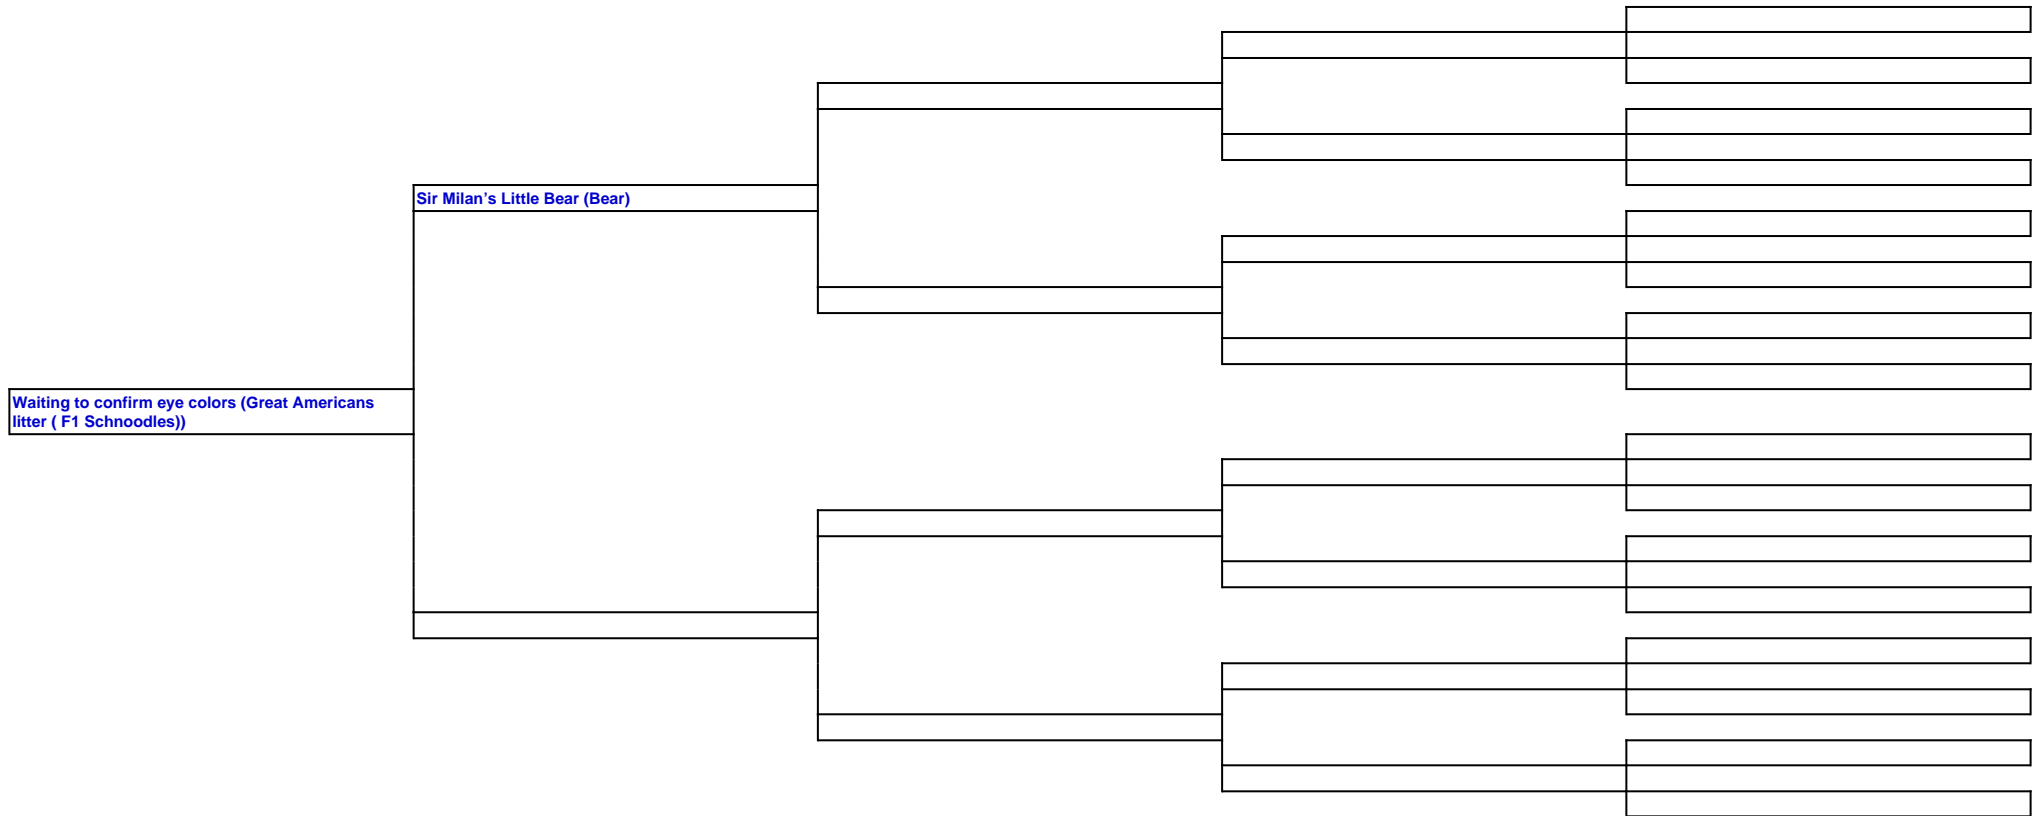 Sir Milan’s Little Bear (Bear)
Waiting to confirm eye colors (Great Americans
litter ( F1 Schnoodles))